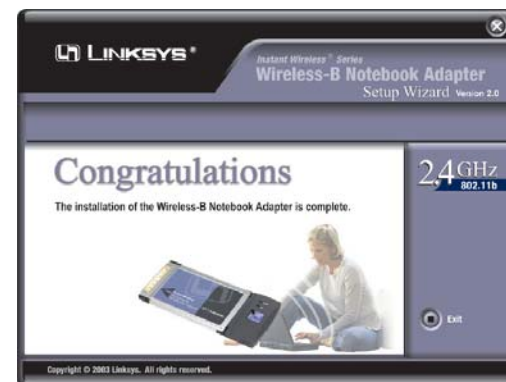 LINKSYS®
Instant Wireless® Series
Wireless-B Notebook Adapter
Setup Wizard Version 2.0
Congratulations
The installation of the Wireless-B Notebook Adapter is complete.
2,4GHz
802.11b
Exit
Copyright © 2003 Linksys. All rights reserved.